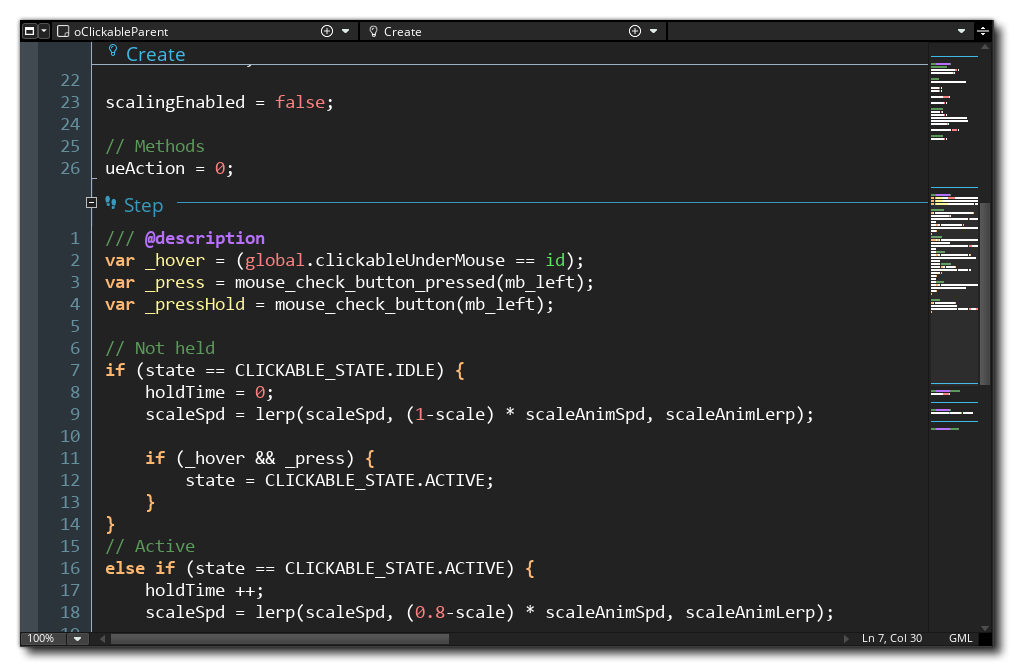 oClickableParent Create
Create
22
23 scalingEnabled = false;
24
25 // Methods
26 ueAction = 0;
Step
1 /// @description
2 var _hover = (global.clickableUnderMouse == id);
3 var _press = mouse_check_button_pressed(mb_left);
4 var _pressHold = mouse_check_button(mb_left);
5
6 // Not held
7 if (state == CLICKABLE_STATE.IDLE) {
8 holdTime = 0;
9 scaleSpd = lerp(scaleSpd, (1-scale) * scaleAnimSpd, scaleAnimLerp);
10
11 if (_hover && _press) {
12 state = CLICKABLE_STATE.ACTIVE;
13 }
14 }
15 // Active
16 else if (state == CLICKABLE_STATE.ACTIVE) {
17 holdTime ++;
18 scaleSpd = lerp(scaleSpd, (0.8-scale) * scaleAnimSpd, scaleAnimLerp);
100% Ln 7, Col 30 GML